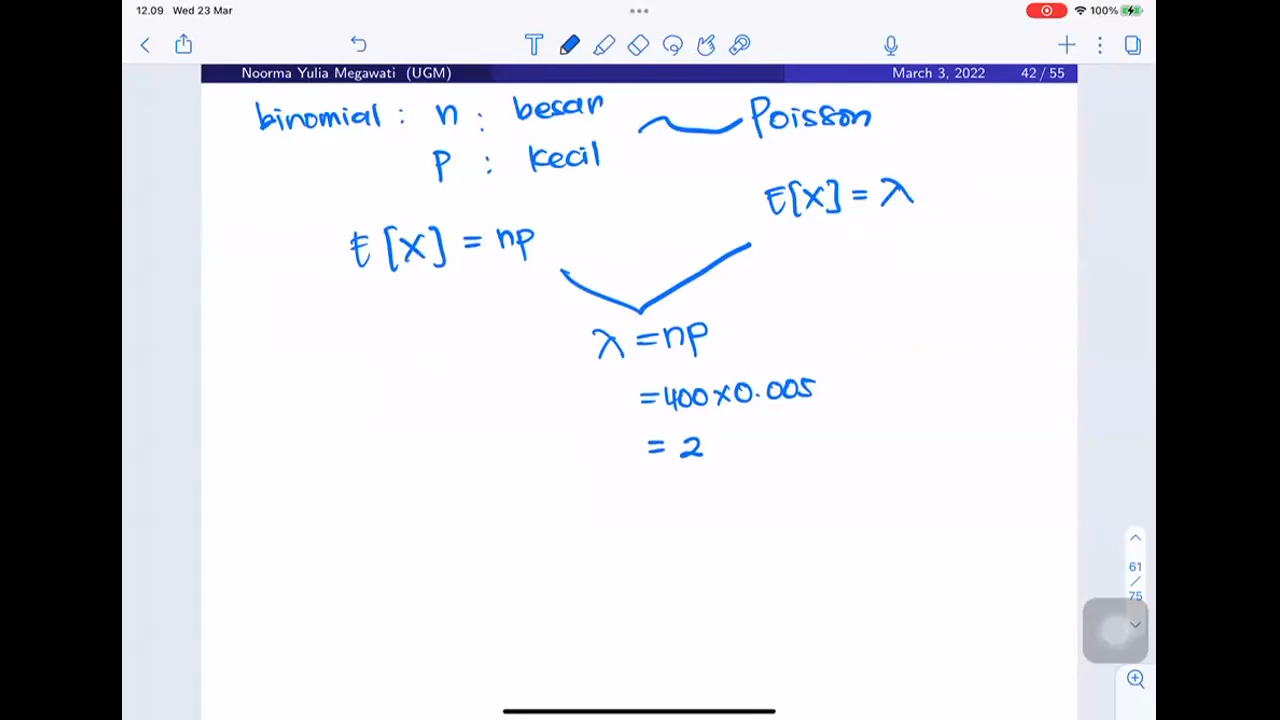 12.09 Wed 23 Mar
100%
T
Noorma Yulia Megawati (UGM) March 3, 2022 42 / 55
binomial : n : besar Poisson
p : kecil
E[X] = λ
E[X] = np
λ = np
= 400 × 0.005
= 2
61
/
75